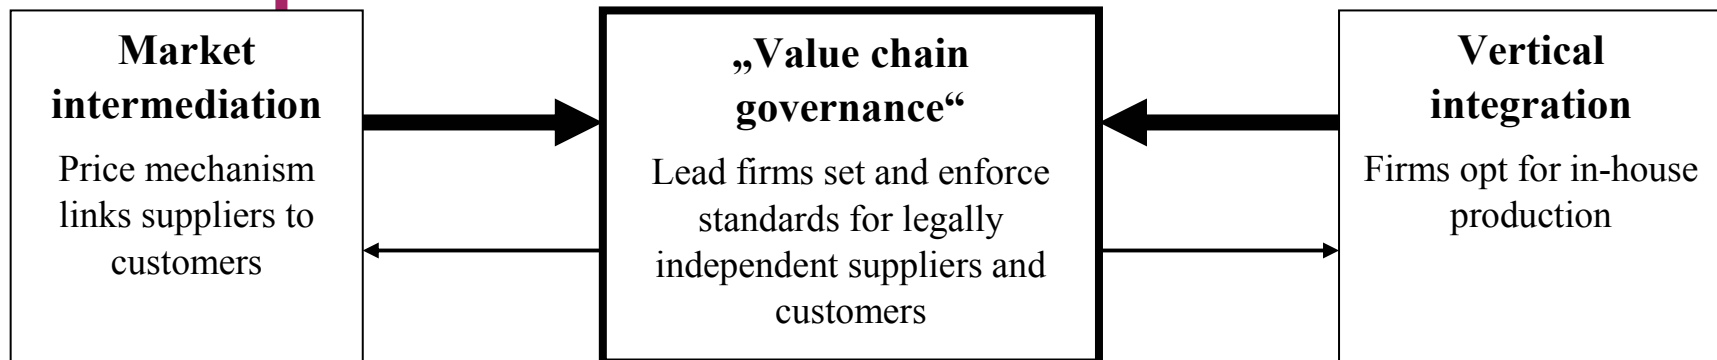 Market
intermediation
Price mechanism
links suppliers to
customers
„Value chain
governance“
Lead firms set and enforce
standards for legally
independent suppliers and
customers
Vertical
integration
Firms opt for in-house
production